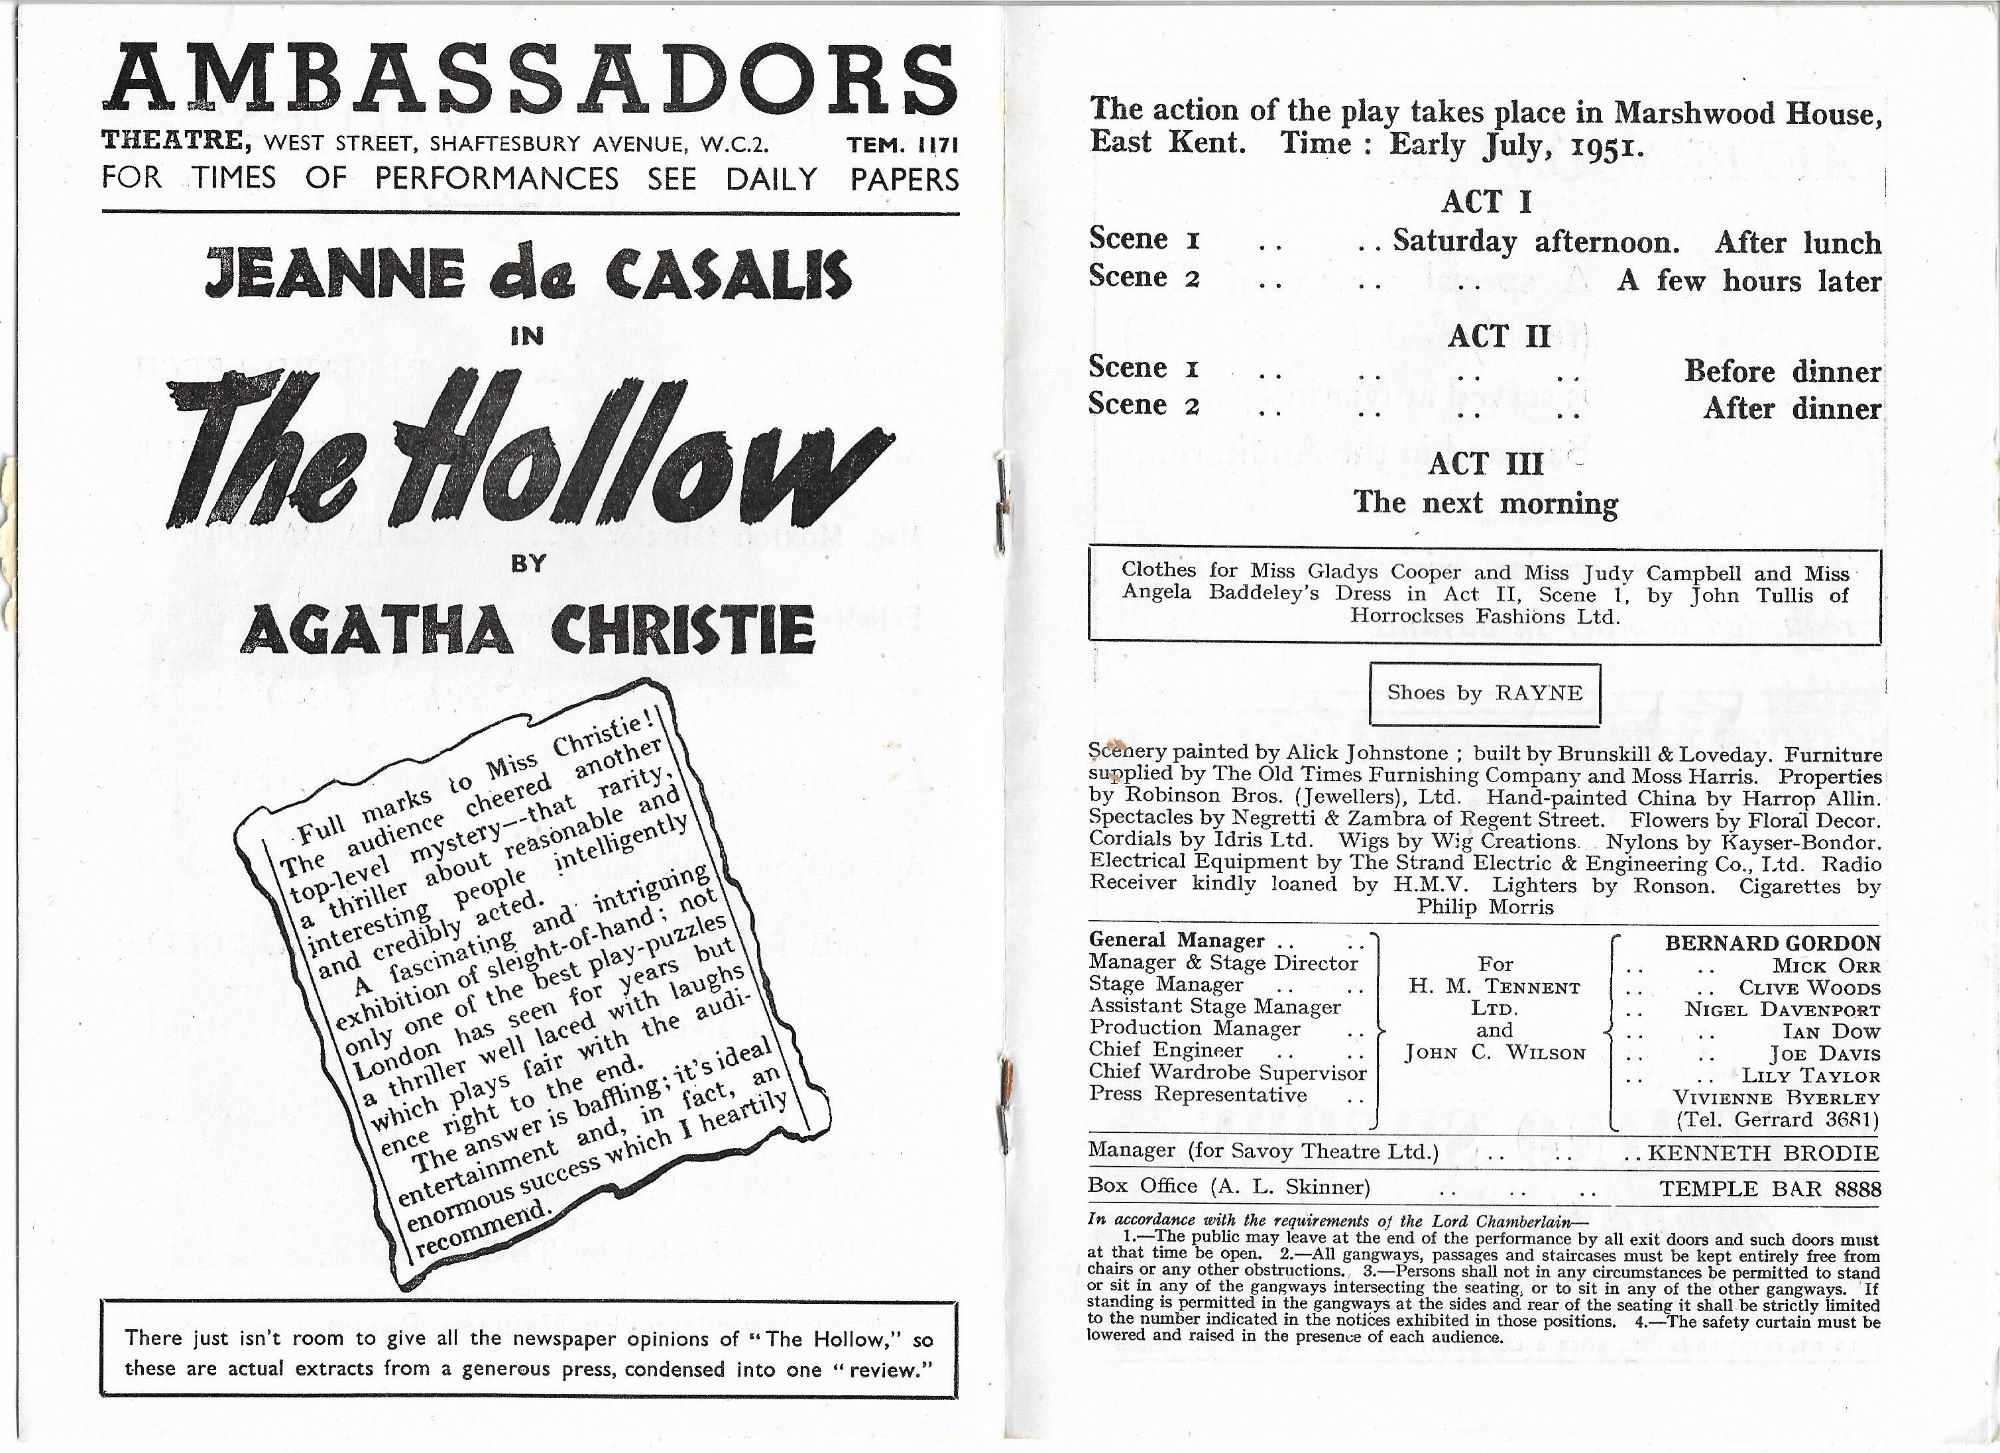 AMBASSADORS
THEATRE, WEST STREET, SHAFTESBURY AVENUE, W.C.2. TEM. 1171
FOR TIMES OF PERFORMANCES SEE DAILY PAPERS
JEANNE de CASALIS
IN
The Hollow
BY
AGATHA CHRISTIE
Full marks to Miss Christie!
The audience cheered another
top-level mystery--that rarity,
a thriller about reasonable and
interesting people intelligently
and credibly acted.
A fascinating and intriguing
exhibition of sleight-of-hand; not
only one of the best play-puzzles
London has seen for years but
a thriller well laced with laughs
which plays fair with the audi-
ence right to the end.
The answer is baffling; it's ideal
entertainment and, in fact, an
enormous success which I heartily
recommend.
There just isn't room to give all the newspaper opinions of "The Hollow," so
these are actual extracts from a generous press, condensed into one "review."
The action of the play takes place in Marshwood House,
East Kent. Time : Early July, 1951.
ACT I
Scene 1 .. .. Saturday afternoon. After lunch
Scene 2 .. .. .. A few hours later
ACT II
Scene 1 .. .. .. .. Before dinner
Scene 2 .. .. .. .. After dinner
ACT III
The next morning
Clothes for Miss Gladys Cooper and Miss Judy Campbell and Miss
Angela Baddeley's Dress in Act II, Scene 1, by John Tullis of
Horrockses Fashions Ltd.
Shoes by RAYNE
Scenery painted by Alick Johnstone ; built by Brunskill & Loveday. Furniture
supplied by The Old Times Furnishing Company and Moss Harris. Properties
by Robinson Bros. (Jewellers), Ltd. Hand-painted China by Harrop Allin.
Spectacles by Negretti & Zambra of Regent Street. Flowers by Floral Decor.
Cordials by Idris Ltd. Wigs by Wig Creations. Nylons by Kayser-Bondor.
Electrical Equipment by The Strand Electric & Engineering Co., Ltd. Radio
Receiver kindly loaned by H.M.V. Lighters by Ronson. Cigarettes by
Philip Morris
General Manager .. .. BERNARD GORDON
Manager & Stage Director For .. .. MICK ORR
Stage Manager .. .. H. M. TENNENT .. .. CLIVE WOODS
Assistant Stage Manager LTD. .. NIGEL DAVENPORT
Production Manager .. and .. .. IAN DOW
Chief Engineer .. .. JOHN C. WILSON .. .. JOE DAVIS
Chief Wardrobe Supervisor .. .. LILY TAYLOR
Press Representative .. VIVIENNE BYERLEY
(Tel. Gerrard 3681)
Manager (for Savoy Theatre Ltd.) .. .. .. KENNETH BRODIE
Box Office (A. L. Skinner) .. .. .. TEMPLE BAR 8888
In accordance with the requirements of the Lord Chamberlain—
1.—The public may leave at the end of the performance by all exit doors and such doors must
at that time be open. 2.—All gangways, passages and staircases must be kept entirely free from
chairs or any other obstructions. 3.—Persons shall not in any circumstances be permitted to stand
or sit in any of the gangways intersecting the seating, or to sit in any of the other gangways. If
standing is permitted in the gangways at the sides and rear of the seating it shall be strictly limited
to the number indicated in the notices exhibited in those positions. 4.—The safety curtain must be
lowered and raised in the presence of each audience.